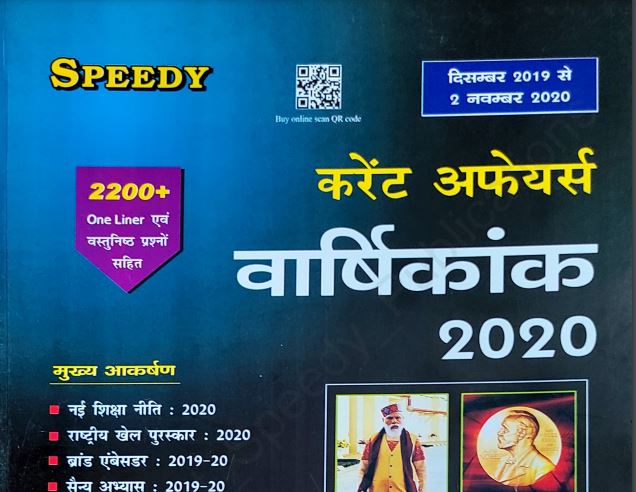 SPEEDY
Buy online scan QR code
दिसम्बर 2019 से
2 नवम्बर 2020
2200+
One Liner एवं
वस्तुनिष्ठ प्रश्नों
सहित
करेंट अफेयर्स
वार्षिकांक
2020
मुख्य आकर्षण
नई शिक्षा नीति : 2020
राष्ट्रीय खेल पुरस्कार : 2020
ब्रांड एंबेसडर : 2019-20
सैन्य अभ्यास : 2019-20